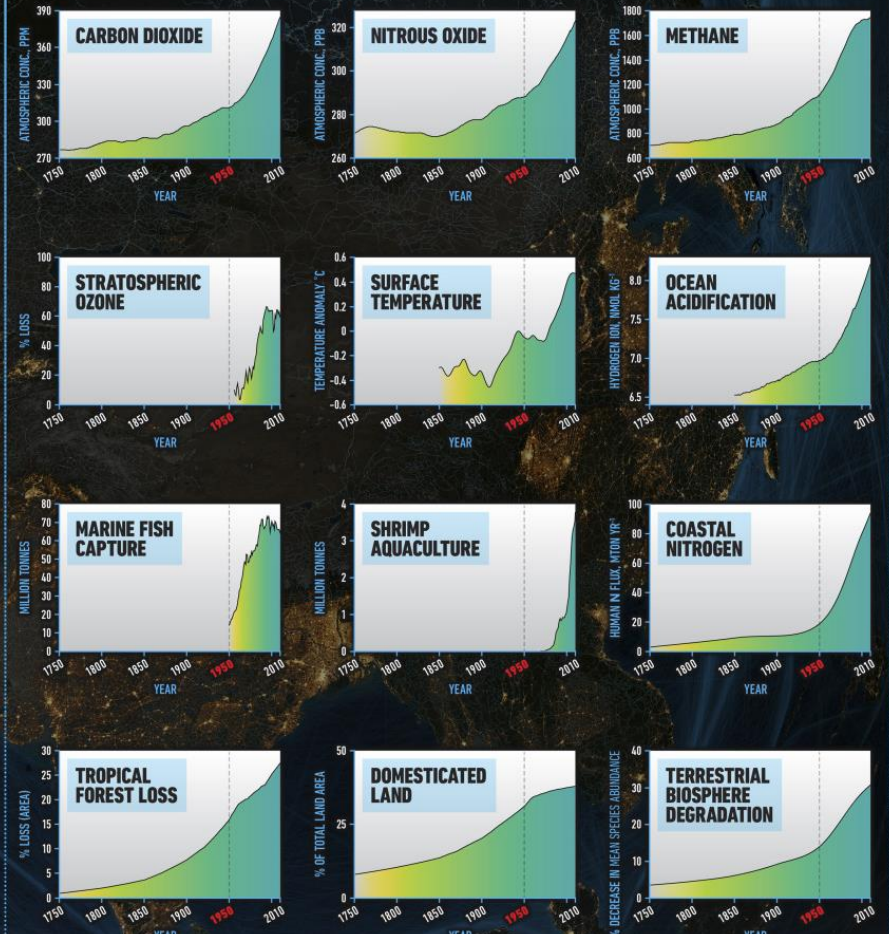 CARBON DIOXIDE
ATMOSPHERIC CONC., PPM
390
360
330
300
270
1750 1800 1850 1900 1950 2010
YEAR
NITROUS OXIDE
ATMOSPHERIC CONC., PPB
320
300
280
260
1750 1800 1850 1900 1950 2010
YEAR
METHANE
ATMOSPHERIC CONC., PPB
1800
1600
1400
1200
1000
800
600
1750 1800 1850 1900 1950 2010
YEAR
STRATOSPHERIC
OZONE
% LOSS
100
80
60
40
20
0
1750 1800 1850 1900 1950 2010
YEAR
SURFACE
TEMPERATURE
TEMPERATURE ANOMALY °C
0.6
0.4
0.2
0
-0.2
-0.4
-0.6
1750 1800 1850 1900 1950 2010
YEAR
OCEAN
ACIDIFICATION
HYDROGEN ION, NMOL KG⁻¹
8.0
7.5
7.0
6.5
1750 1800 1850 1900 1950 2010
YEAR
MARINE FISH
CAPTURE
MILLION TONNES
80
70
60
50
40
30
20
10
0
1750 1800 1850 1900 1950 2010
YEAR
SHRIMP
AQUACULTURE
MILLION TONNES
4
3
2
1
0
1750 1800 1850 1900 1950 2010
YEAR
COASTAL
NITROGEN
HUMAN N FLUX, MTON YR⁻¹
100
80
60
40
20
0
1750 1800 1850 1900 1950 2010
YEAR
TROPICAL
FOREST LOSS
% LOSS (AREA)
30
25
20
15
10
5
0
1750 1800 1850 1900 1950 2010
YEAR
DOMESTICATED
LAND
% OF TOTAL LAND AREA
50
25
0
1750 1800 1850 1900 1950 2010
YEAR
TERRESTRIAL
BIOSPHERE
DEGRADATION
% DECREASE IN MEAN SPECIES ABUNDANCE
40
30
20
10
0
1750 1800 1850 1900 1950 2010
YEAR